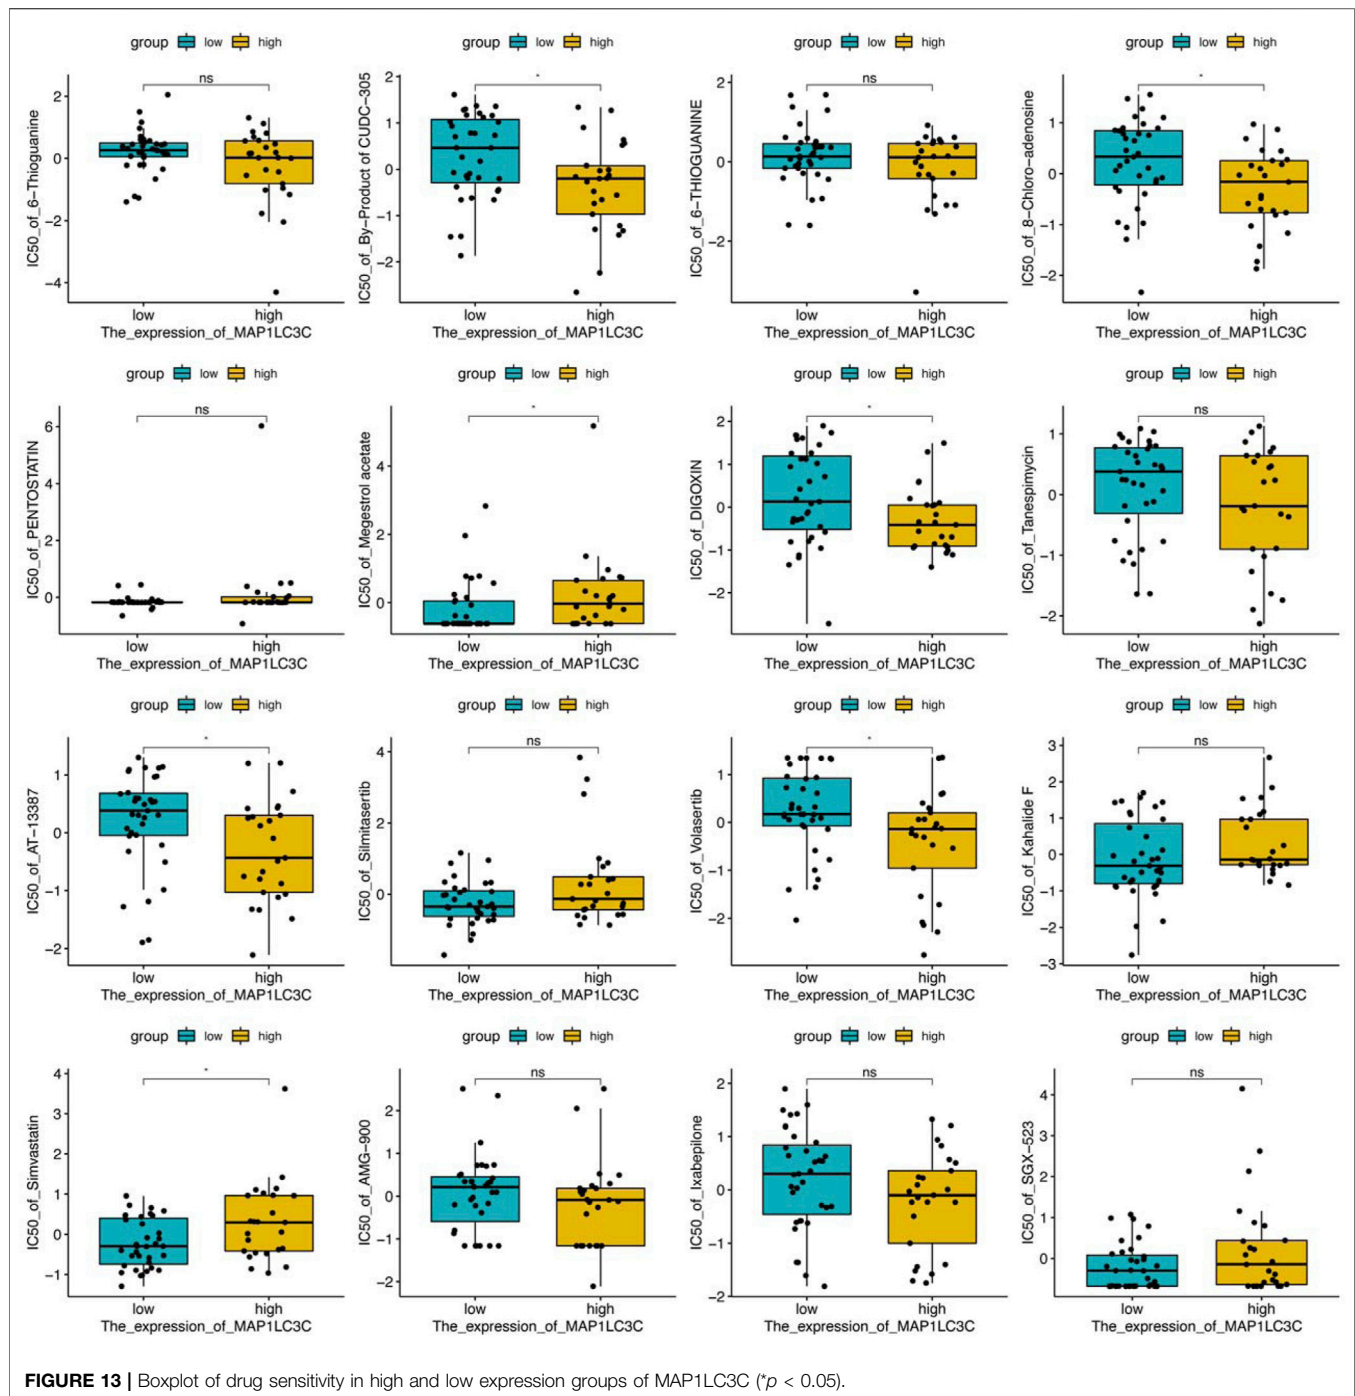 group low high
ns
IC50_of_6−Thioguanine
2
0
−2
−4
low high
The_expression_of_MAP1LC3C
group low high
*
IC50_of_By−Product of CUDC−305
2
1
0
−1
−2
low high
The_expression_of_MAP1LC3C
group low high
ns
IC50_of_6−THIOGUANINE
2
0
−2
low high
The_expression_of_MAP1LC3C
group low high
*
IC50_of_8−Chloro−adenosine
2
1
0
−1
−2
low high
The_expression_of_MAP1LC3C
group low high
ns
IC50_of_PENTOSTATIN
6
4
2
0
low high
The_expression_of_MAP1LC3C
group low high
*
IC50_of_Megestrol acetate
4
2
0
low high
The_expression_of_MAP1LC3C
group low high
*
IC50_of_DIGOXIN
2
1
0
−1
−2
low high
The_expression_of_MAP1LC3C
group low high
ns
IC50_of_Tanespimycin
1
0
−1
−2
low high
The_expression_of_MAP1LC3C
group low high
*
IC50_of_AT−13387
1
0
−1
−2
low high
The_expression_of_MAP1LC3C
group low high
ns
IC50_of_Silmitasertib
4
2
0
low high
The_expression_of_MAP1LC3C
group low high
*
IC50_of_Volasertib
2
0
−2
low high
The_expression_of_MAP1LC3C
group low high
ns
IC50_of_Kahalide F
3
2
1
0
−1
−2
−3
low high
The_expression_of_MAP1LC3C
group low high
*
IC50_of_Simvastatin
4
3
2
1
0
−1
low high
The_expression_of_MAP1LC3C
group low high
ns
IC50_of_AMG−900
2
1
0
−1
−2
low high
The_expression_of_MAP1LC3C
group low high
ns
IC50_of_Ixabepilone
2
1
0
−1
−2
low high
The_expression_of_MAP1LC3C
group low high
ns
IC50_of_SGX−523
4
3
2
1
0
low high
The_expression_of_MAP1LC3C
FIGURE 13 | Boxplot of drug sensitivity in high and low expression groups of MAP1LC3C (*p < 0.05).